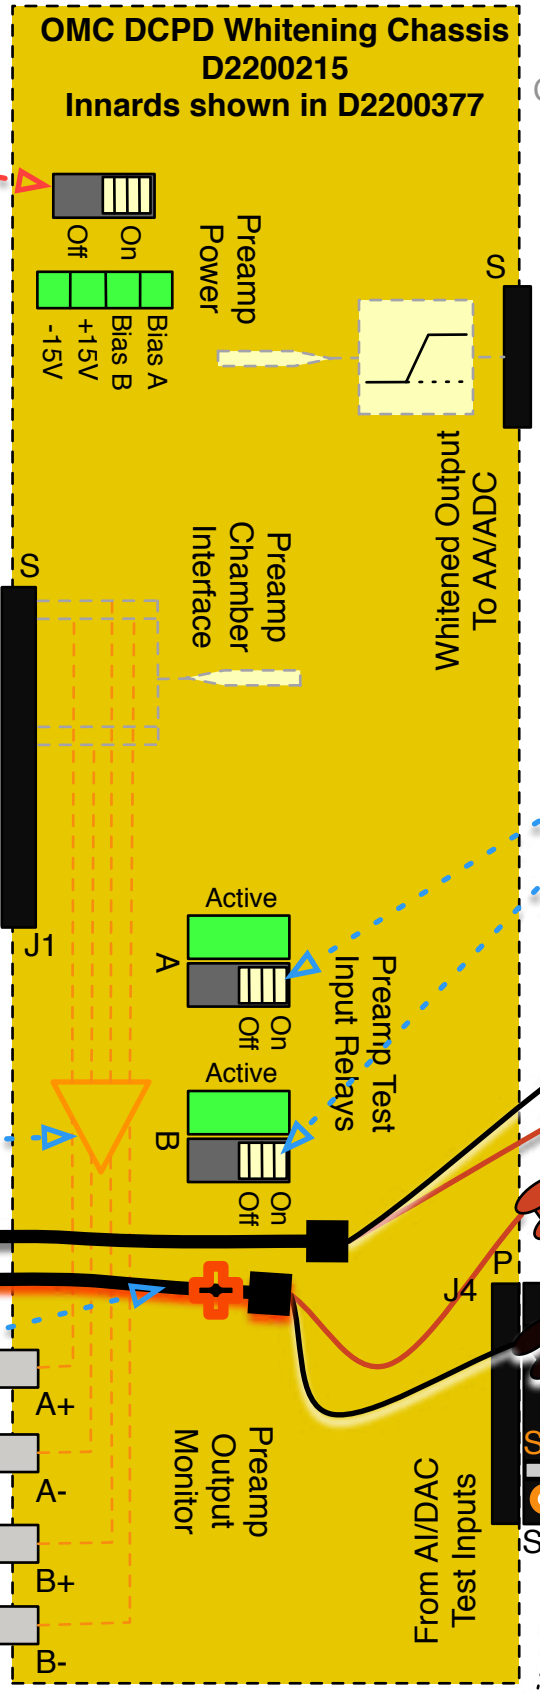 OMC DCPD Whitening Chassis
D2200215
Innards shown in D2200377
Off
On
-15V
+15V
Bias B
Bias A
Preamp
Power
S
Whitened Output
To AA/ADC
S
Preamp
Chamber
Interface
J1
Active
A
Off
On
Preamp Test
Input Relays
Active
B
Off
On
P
J4
A+
A-
B+
B-
Preamp
Output
Monitor
From AI/DAC
Test Inputs
S
S